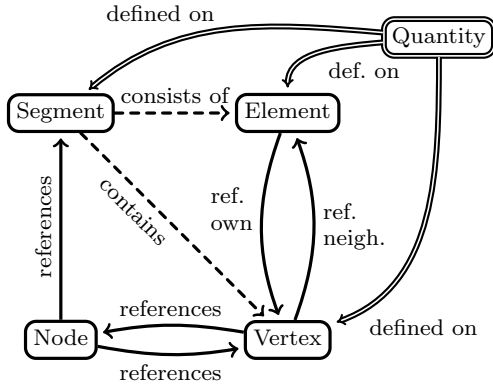 defined on
Quantity
def. on
Segment
consists of
Element
contains
references
ref.
own
ref.
neigh.
references
Node
Vertex
defined on
references